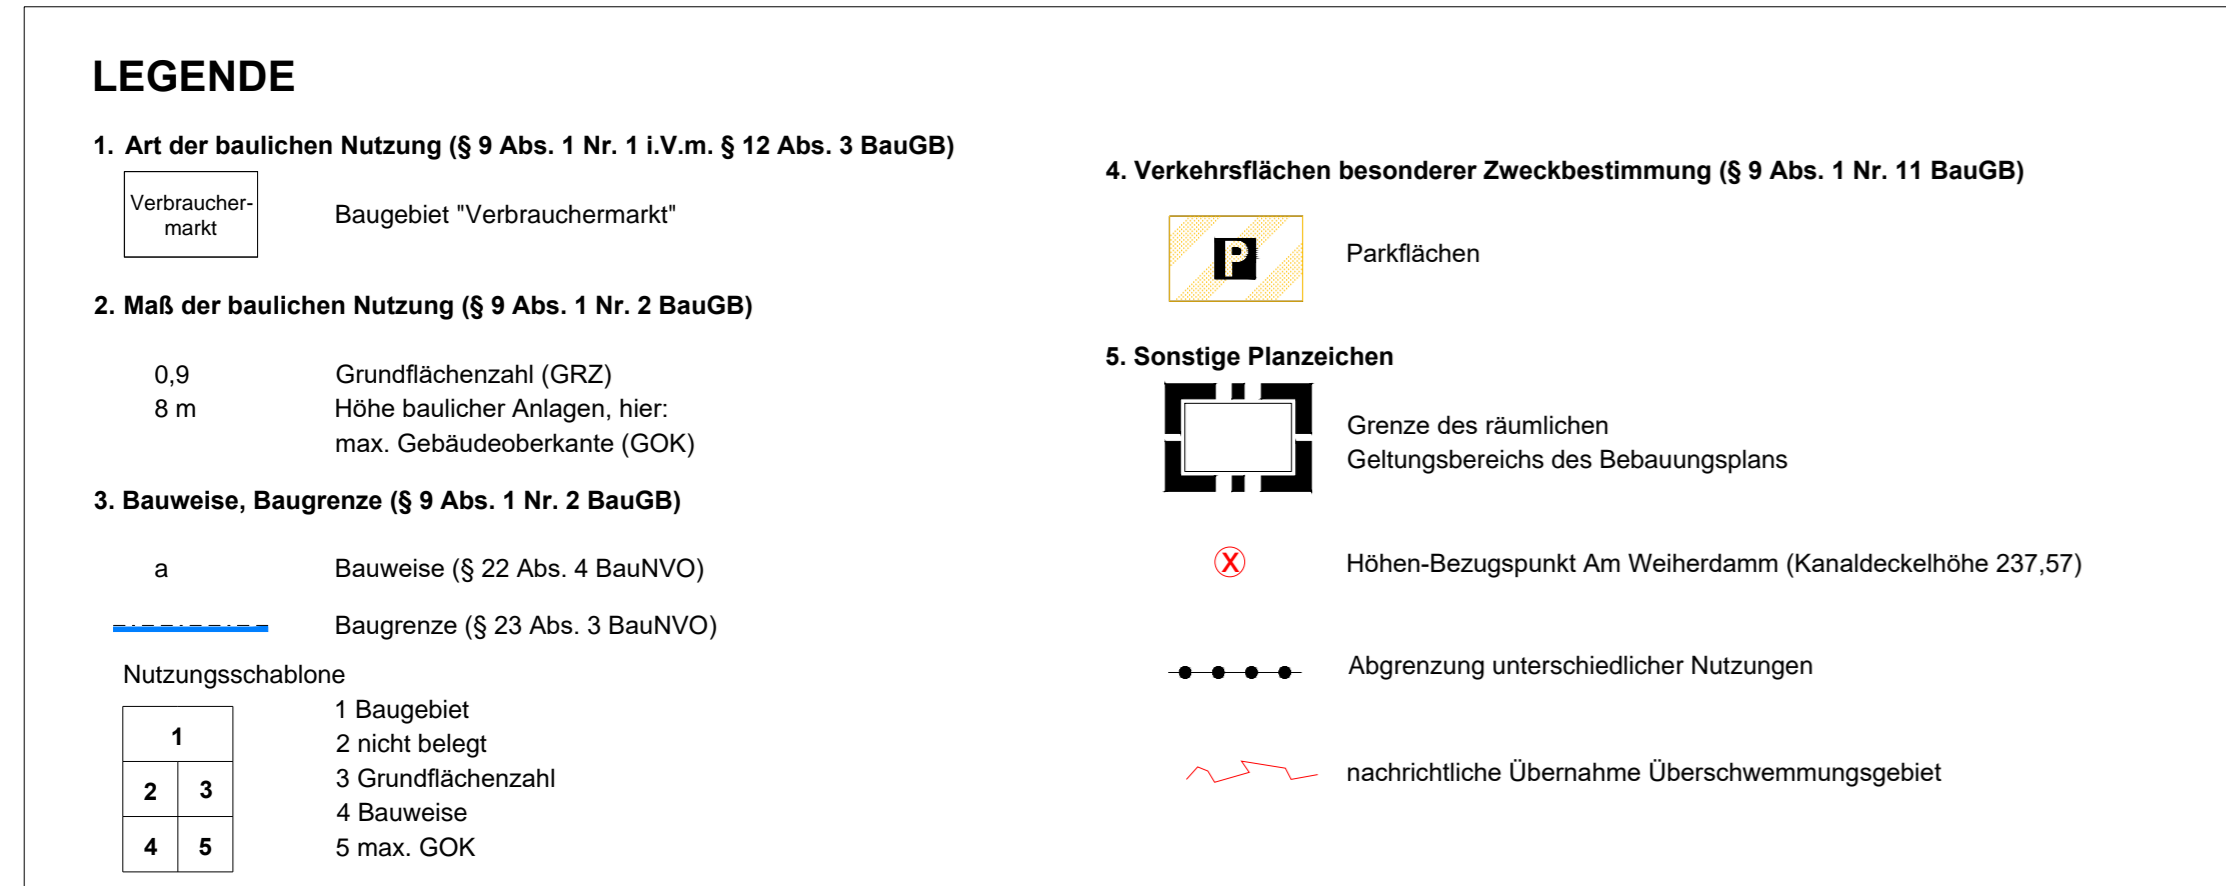 LEGENDE
1. Art der baulichen Nutzung (§ 9 Abs. 1 Nr. 1 i.V.m. § 12 Abs. 3 BauGB)
Verbraucher-
markt
Baugebiet "Verbrauchermarkt"
2. Maß der baulichen Nutzung (§ 9 Abs. 1 Nr. 2 BauGB)
0,9 Grundflächenzahl (GRZ)
8 m Höhe baulicher Anlagen, hier:
max. Gebäudeoberkante (GOK)
3. Bauweise, Baugrenze (§ 9 Abs. 1 Nr. 2 BauGB)
a Bauweise (§ 22 Abs. 4 BauNVO)
Baugrenze (§ 23 Abs. 3 BauNVO)
Nutzungsschablone
1
2 3
4 5
1 Baugebiet
2 nicht belegt
3 Grundflächenzahl
4 Bauweise
5 max. GOK
4. Verkehrsflächen besonderer Zweckbestimmung (§ 9 Abs. 1 Nr. 11 BauGB)
P Parkflächen
5. Sonstige Planzeichen
Grenze des räumlichen
Geltungsbereichs des Bebauungsplans
X Höhen-Bezugspunkt Am Weiherdamm (Kanaldeckelhöhe 237,57)
Abgrenzung unterschiedlicher Nutzungen
nachrichtliche Übernahme Überschwemmungsgebiet